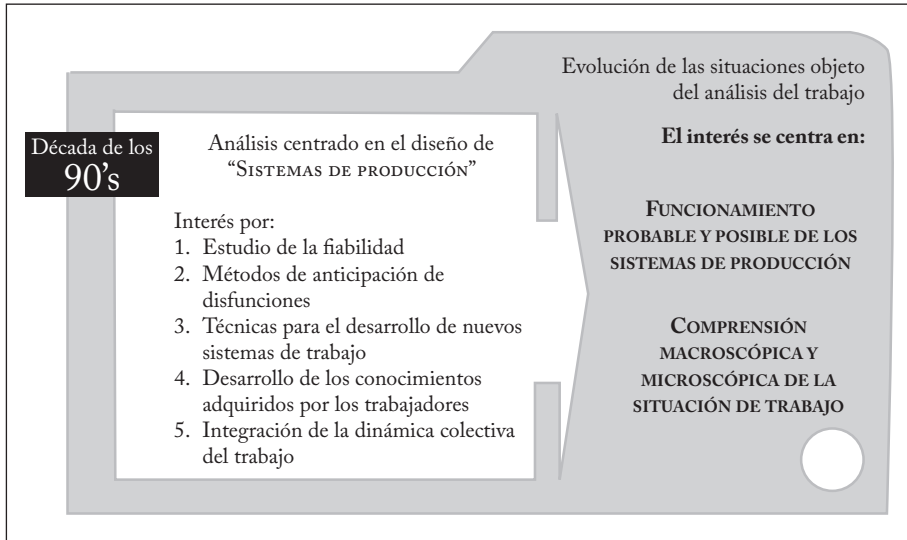 Evolución de las situaciones objeto
del análisis del trabajo
El interés se centra en:
Década de los
90’s
Análisis centrado en el diseño de
“Sistemas de producción”
Interés por:
1. Estudio de la fiabilidad
2. Métodos de anticipación de
disfunciones
3. Técnicas para el desarrollo de nuevos
sistemas de trabajo
4. Desarrollo de los conocimientos
adquiridos por los trabajadores
5. Integración de la dinámica colectiva
del trabajo
Funcionamiento
probable y posible de los
sistemas de producción
Comprensión
macroscópica y
microscópica de la
situación de trabajo